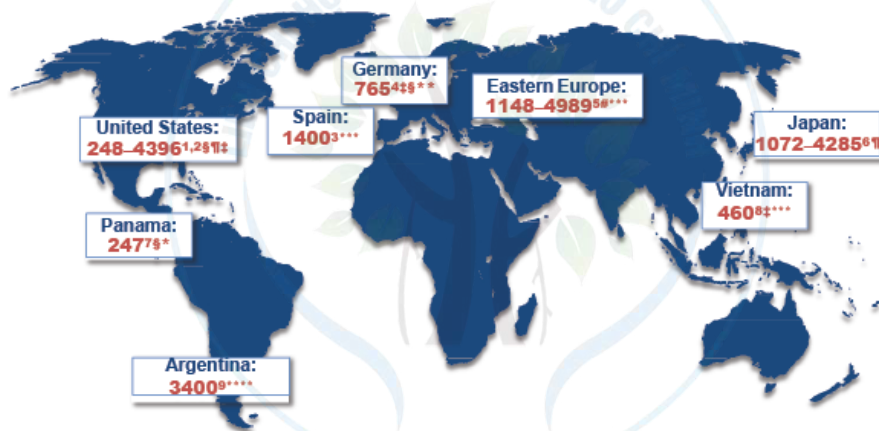 Germany:
765⁴‡§**
Eastern Europe:
1148–4989⁵#***
Spain:
1400³***
United States:
248–4396¹,²§¶‡
Japan:
1072–4285⁶¶
Vietnam:
460⁸‡***
Panama:
247⁷§*
Argentina:
3400⁹****